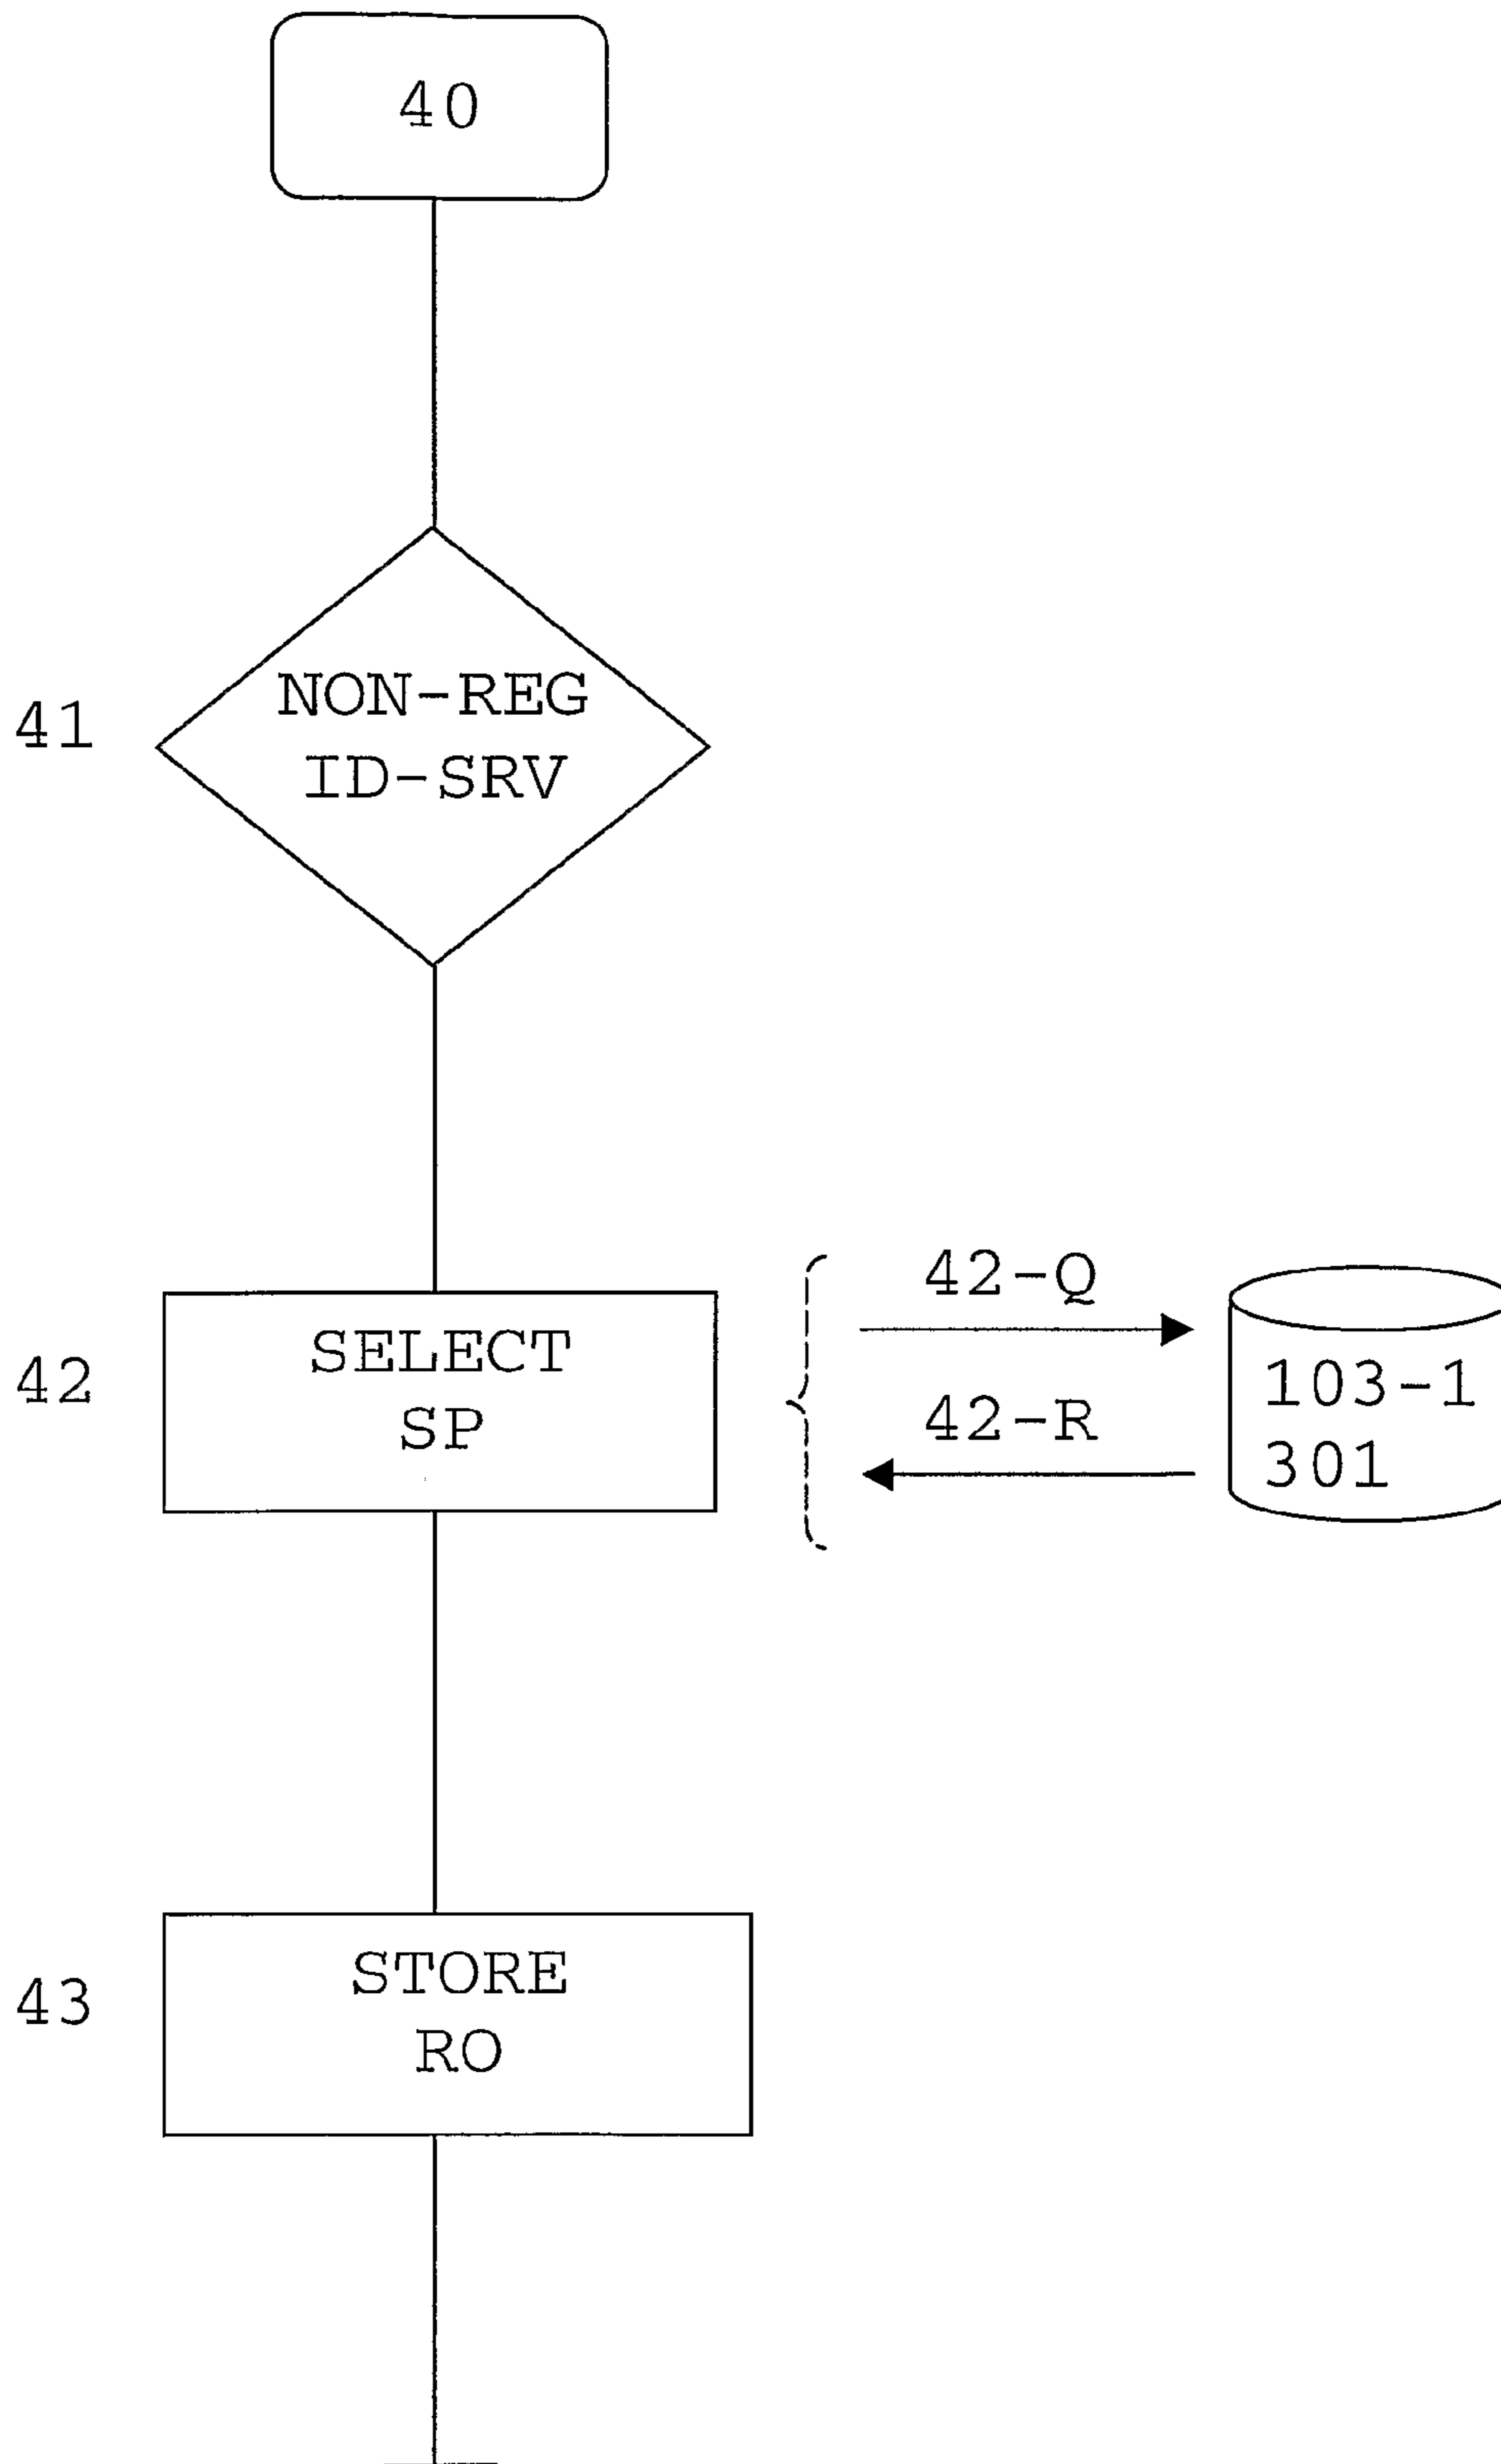 40
41
NON-REG
ID-SRV
42
SELECT
SP
42-Q
42-R
103-1
301
43
STORE
RO